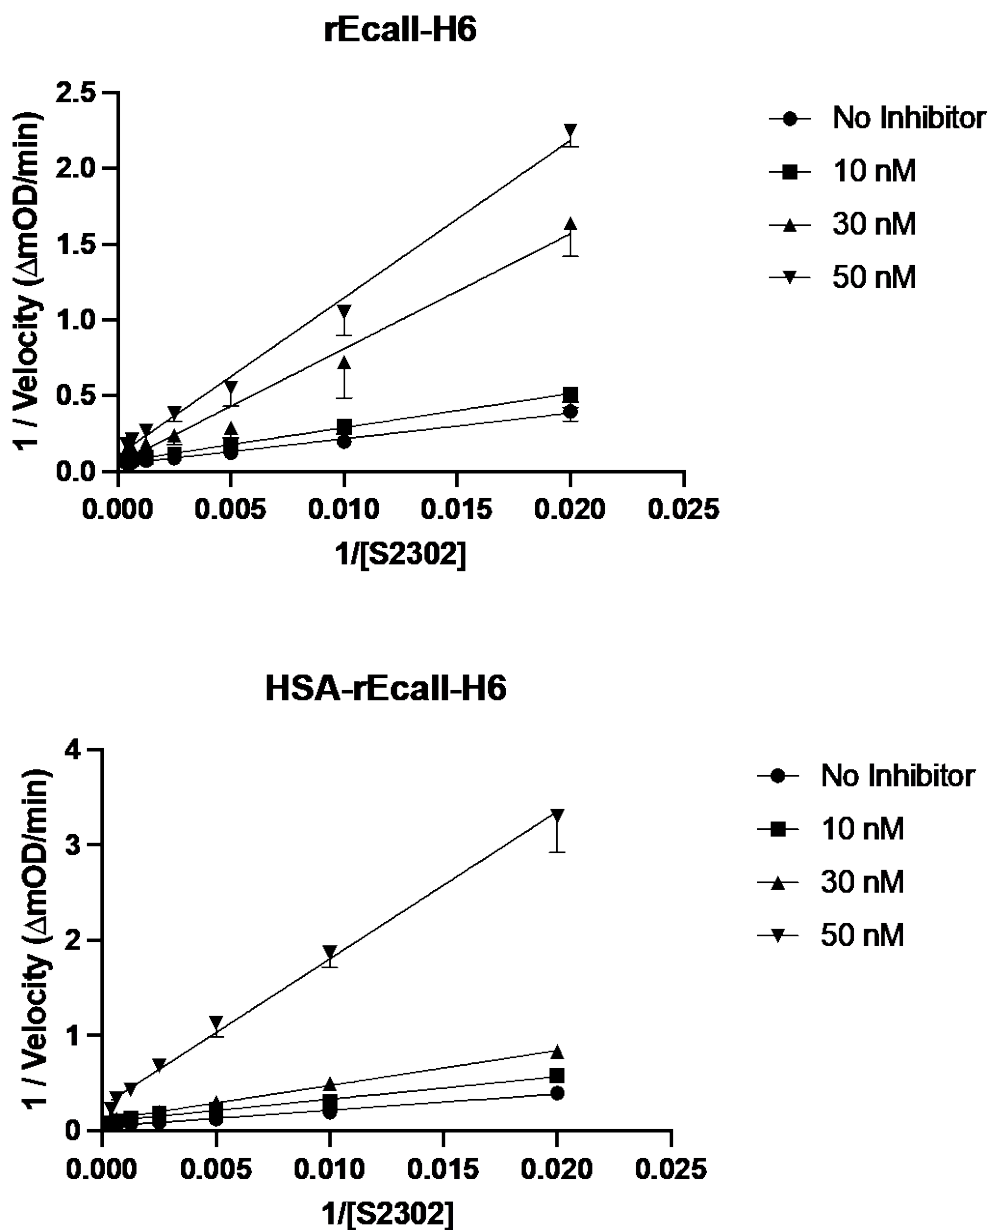 rEcaII-H6
1 / Velocity (ΔmOD/min)
2.5
2.0
1.5
1.0
0.5
0.0
0.000 0.005 0.010 0.015 0.020 0.025
1/[S2302]
No Inhibitor
10 nM
30 nM
50 nM
HSA-rEcaII-H6
1 / Velocity (ΔmOD/min)
4
3
2
1
0
0.000 0.005 0.010 0.015 0.020 0.025
1/[S2302]
No Inhibitor
10 nM
30 nM
50 nM